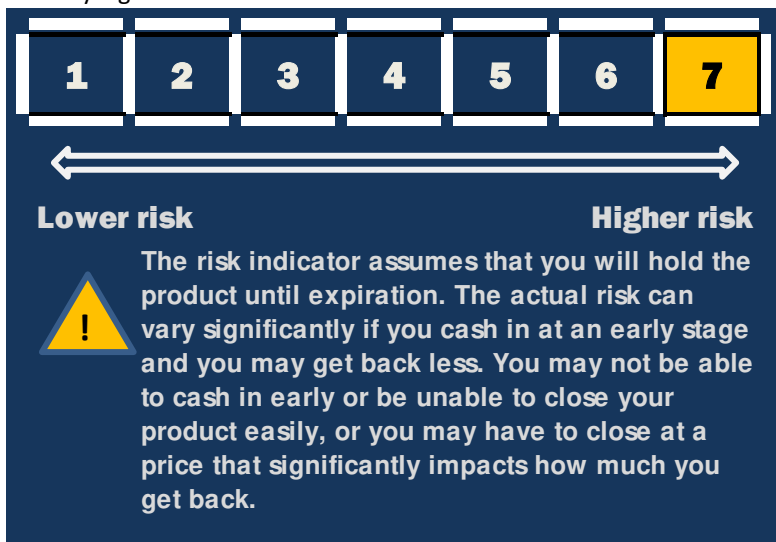 1 2 3 4 5 6 7
Lower risk Higher risk
The risk indicator assumes that you will hold the
product until expiration. The actual risk can
! vary significantly if you cash in at an early stage
and you may get back less. You may not be able
to cash in early or be unable to close your
product easily, or you may have to close at a
price that significantly impacts how much you
get back.